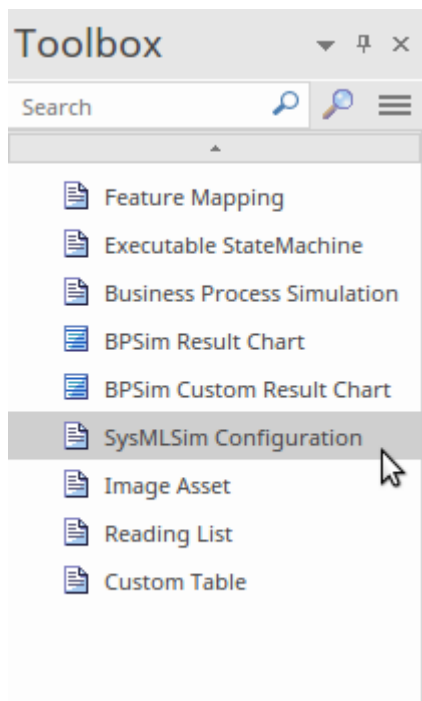 Toolbox
Search
Feature Mapping
Executable StateMachine
Business Process Simulation
BPSim Result Chart
BPSim Custom Result Chart
SysMLSim Configuration
Image Asset
Reading List
Custom Table